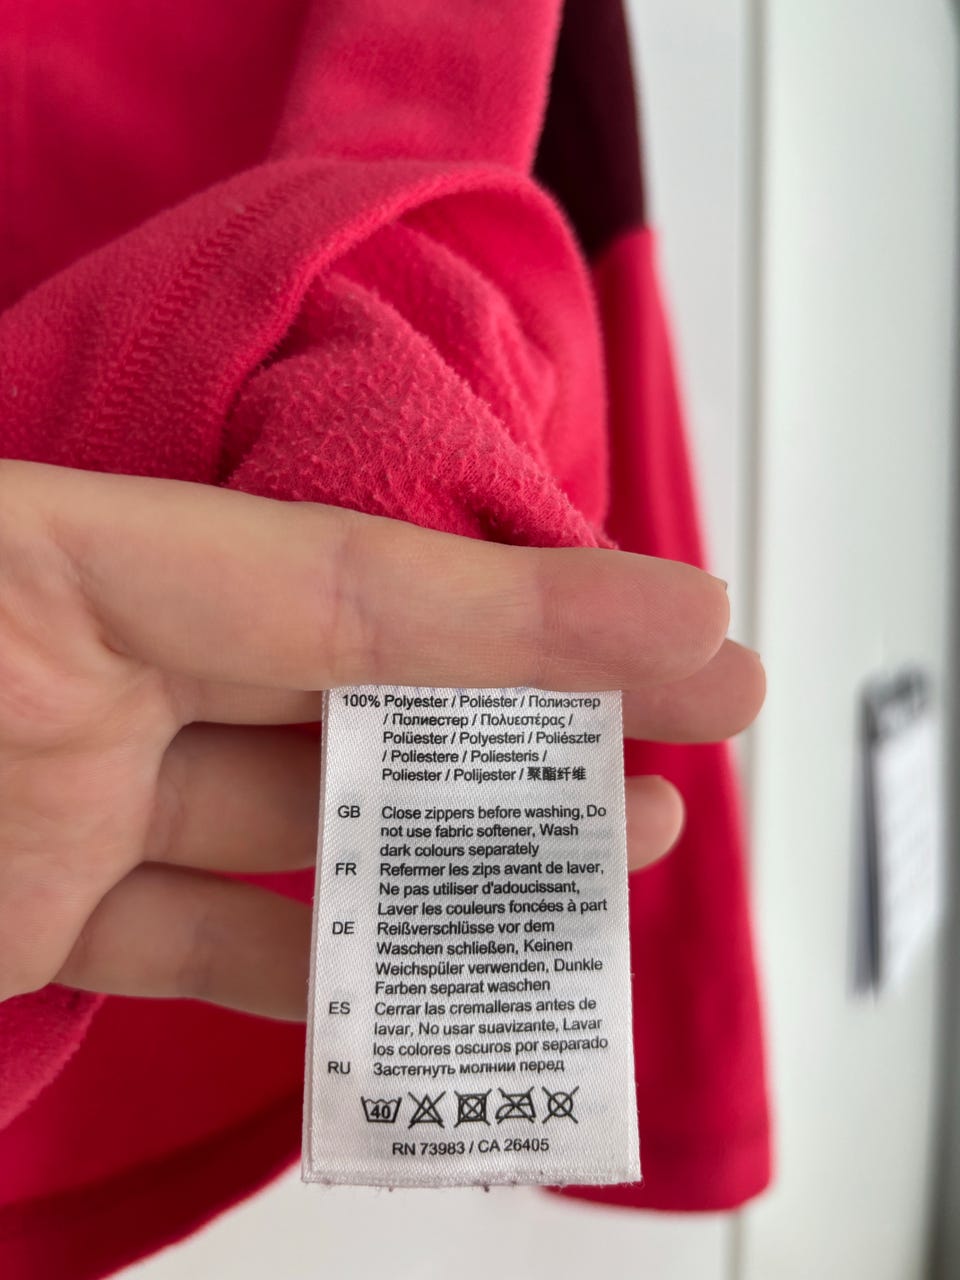 100% Polyester / Poliéster / Полиэстер
/ Полиестер / Πολυεστέρας /
Polüester / Polyesteri / Poliészter
/ Poliestere / Poliesteris /
Poliester / Polijester / 聚酯纤维
GB Close zippers before washing, Do
not use fabric softener, Wash
dark colours separately
FR Refermer les zips avant de laver,
Ne pas utiliser d'adoucissant,
Laver les couleurs foncées à part
DE Reißverschlüsse vor dem
Waschen schließen, Keinen
Weichspüler verwenden, Dunkle
Farben separat waschen
ES Cerrar las cremalleras antes de
lavar, No usar suavizante, Lavar
los colores oscuros por separado
RU Застегнуть молнии перед
40
RN 73983 / CA 26405